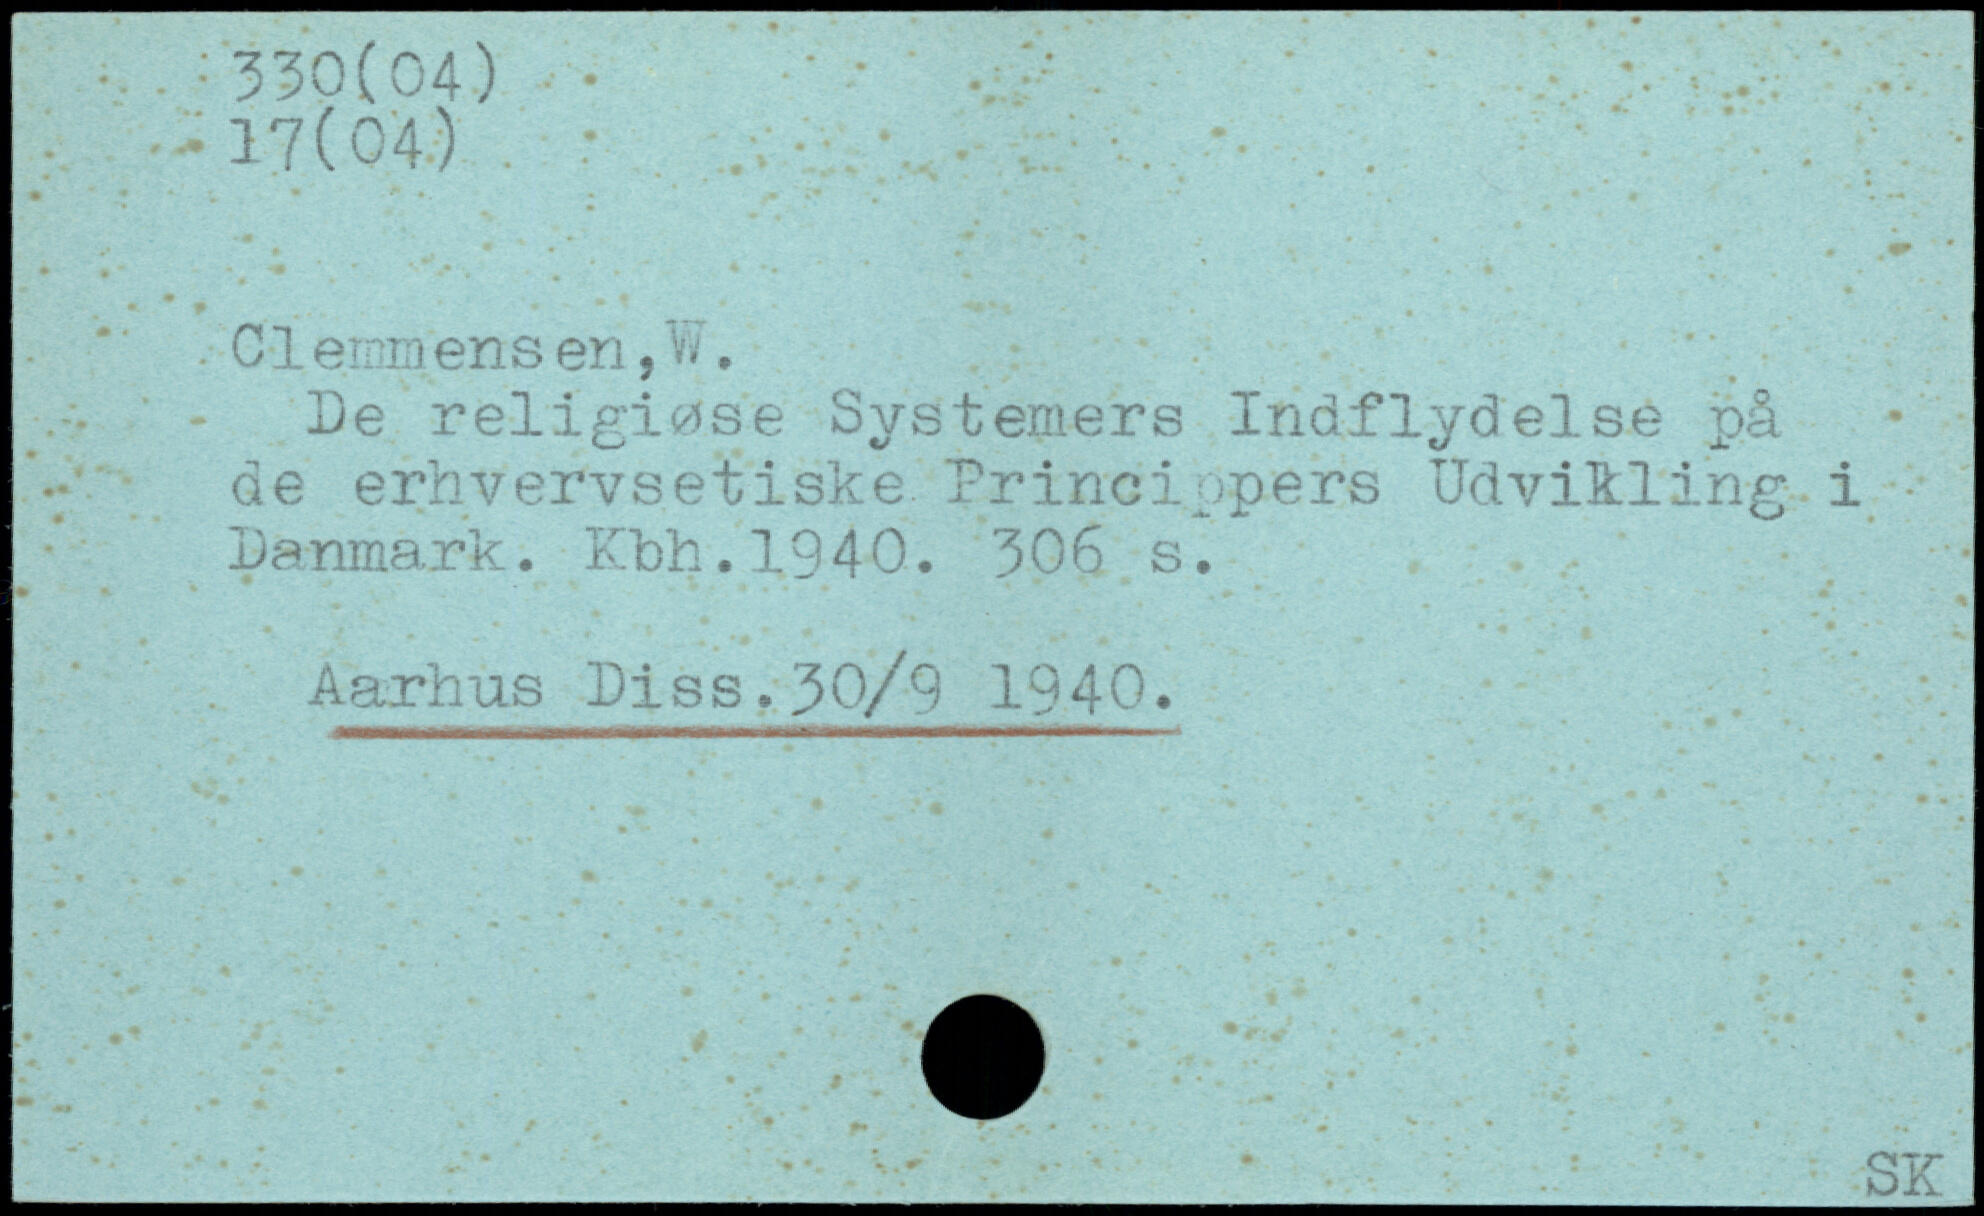 330(04)
17(04)
Clemmensen,W.
De religiøse Systemers Indflydelse på
de erhvervsetiske Princippers Udvikling i
Danmark. Kbh.1940. 306 s.
Aarhus Diss.30/9 1940.
SK